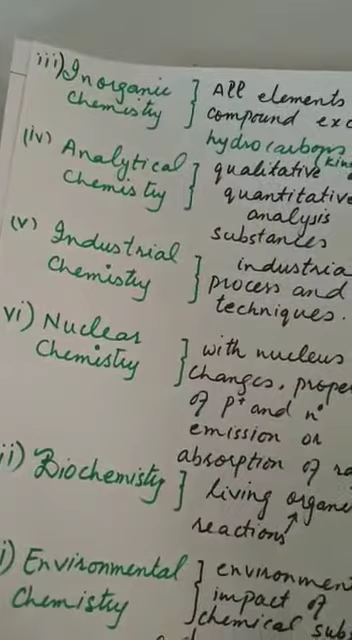 iii) Inorganic } All elements
Chemistry compound exc
hydrocarbons (kin
(iv) Analytical } qualitative
Chemistry quantitative
analysis
substances
(v) Industrial } industria
Chemistry process and
techniques.
vi) Nuclear } with nucleus
Chemistry changes, prope
of p+ and n°
emission or
absorption of ra
ii) Biochemistry } living organ
reactions
i) Environmental } environmen
Chemistry impact of
chemical sub